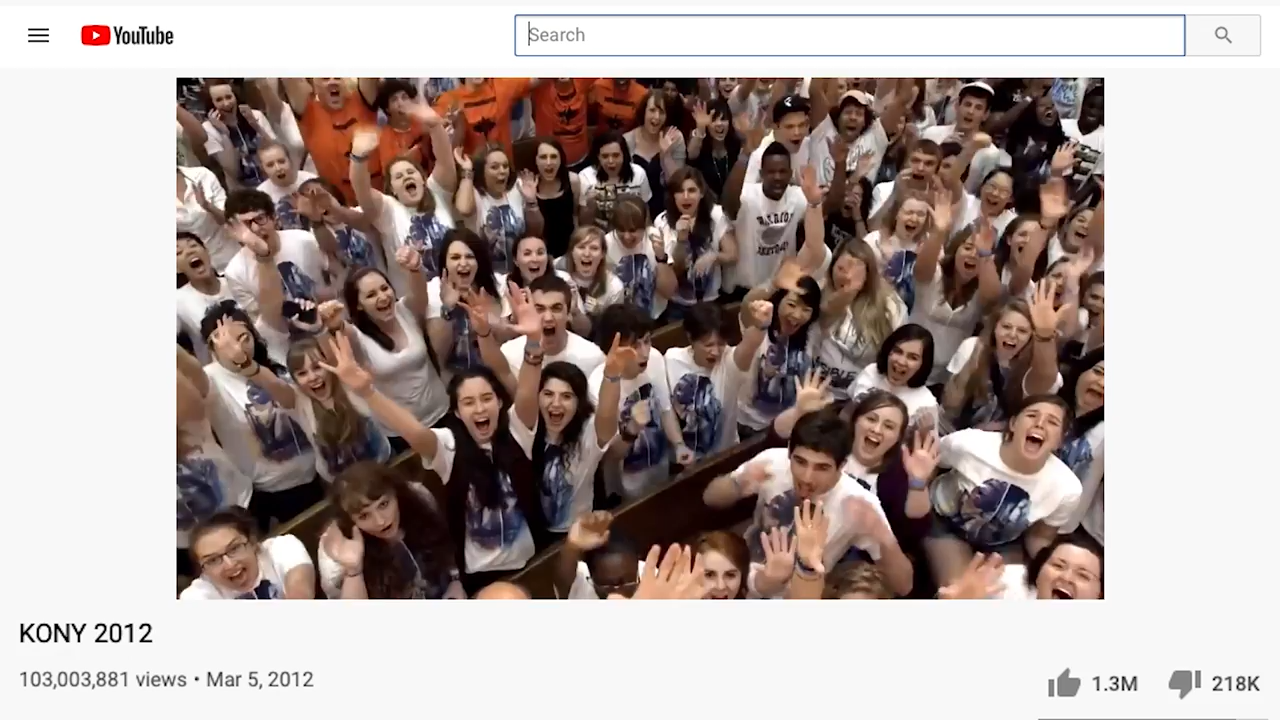 YouTube
Search
KONY 2012
103,003,881 views • Mar 5, 2012
1.3M
218K